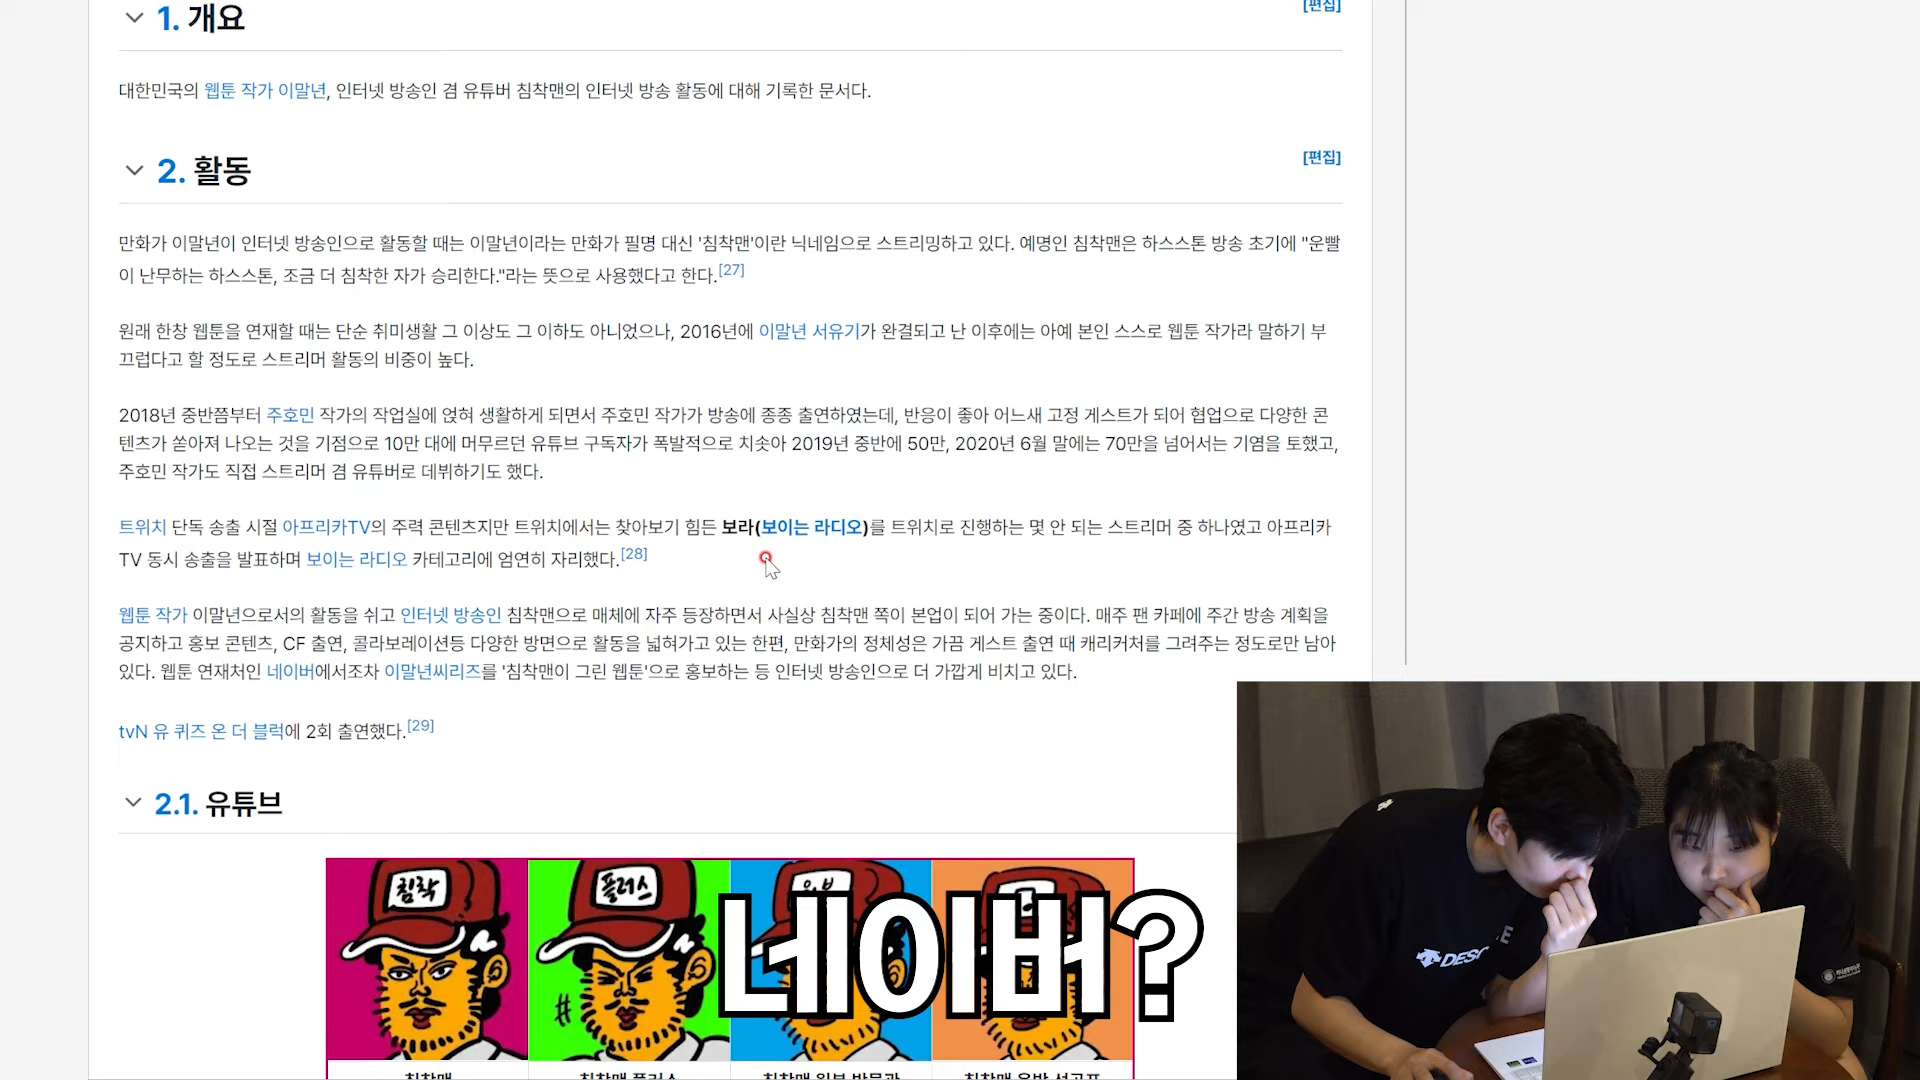 1. 개요
[편집]
대한민국의 웹툰 작가 이말년, 인터넷 방송인 겸 유튜버 침착맨의 인터넷 방송 활동에 대해 기록한 문서다.
2. 활동
[편집]
만화가 이말년이 인터넷 방송인으로 활동할 때는 이말년이라는 만화가 필명 대신 '침착맨'이란 닉네임으로 스트리밍하고 있다. 예명인 침착맨은 하스스톤 방송 초기에 "운빨
이 난무하는 하스스톤, 조금 더 침착한 자가 승리한다."라는 뜻으로 사용했다고 한다.[27]
원래 한창 웹툰을 연재할 때는 단순 취미생활 그 이상도 그 이하도 아니었으나, 2016년에 이말년 서유기가 완결되고 난 이후에는 아예 본인 스스로 웹툰 작가라 말하기 부
끄럽다고 할 정도로 스트리머 활동의 비중이 높다.
2018년 중반쯤부터 주호민 작가의 작업실에 얹혀 생활하게 되면서 주호민 작가가 방송에 종종 출연하였는데, 반응이 좋아 어느새 고정 게스트가 되어 협업으로 다양한 콘
텐츠가 쏟아져 나오는 것을 기점으로 10만 대에 머무르던 유튜브 구독자가 폭발적으로 치솟아 2019년 중반에 50만, 2020년 6월 말에는 70만을 넘어서는 기염을 토했고,
주호민 작가도 직접 스트리머 겸 유튜버로 데뷔하기도 했다.
트위치 단독 송출 시절 아프리카TV의 주력 콘텐츠지만 트위치에서는 찾아보기 힘든 보라(보이는 라디오)를 트위치로 진행하는 몇 안 되는 스트리머 중 하나였고 아프리카
TV 동시 송출을 발표하며 보이는 라디오 카테고리에 엄연히 자리했다.[28]
웹툰 작가 이말년으로서의 활동을 쉬고 인터넷 방송인 침착맨으로 매체에 자주 등장하면서 사실상 침착맨 쪽이 본업이 되어 가는 중이다. 매주 팬 카페에 주간 방송 계획을
공지하고 홍보 콘텐츠, CF 출연, 콜라보레이션등 다양한 방면으로 활동을 넓혀가고 있는 한편, 만화가의 정체성은 가끔 게스트 출연 때 캐리커처를 그려주는 정도로만 남아
있다. 웹툰 연재처인 네이버에서조차 이말년씨리즈를 '침착맨이 그린 웹툰'으로 홍보하는 등 인터넷 방송인으로 더 가깝게 비치고 있다.
tvN 유 퀴즈 온 더 블럭에 2회 출연했다.[29]
2.1. 유튜브
침착
플러스
네이버?
침착맨
침착맨 플러스